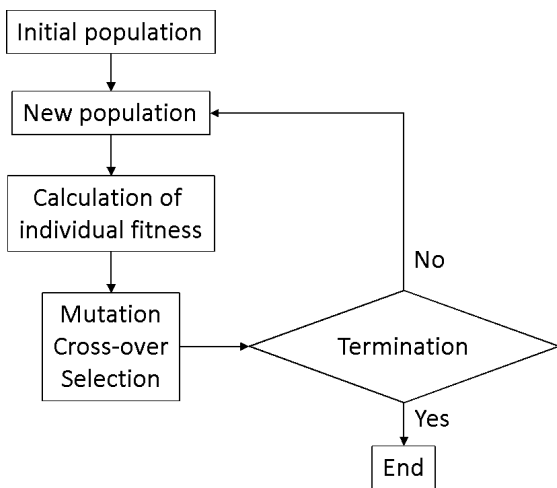 Initial population
New population
Calculation of
individual fitness
Mutation
Cross-over
Selection
Termination
No
Yes
End